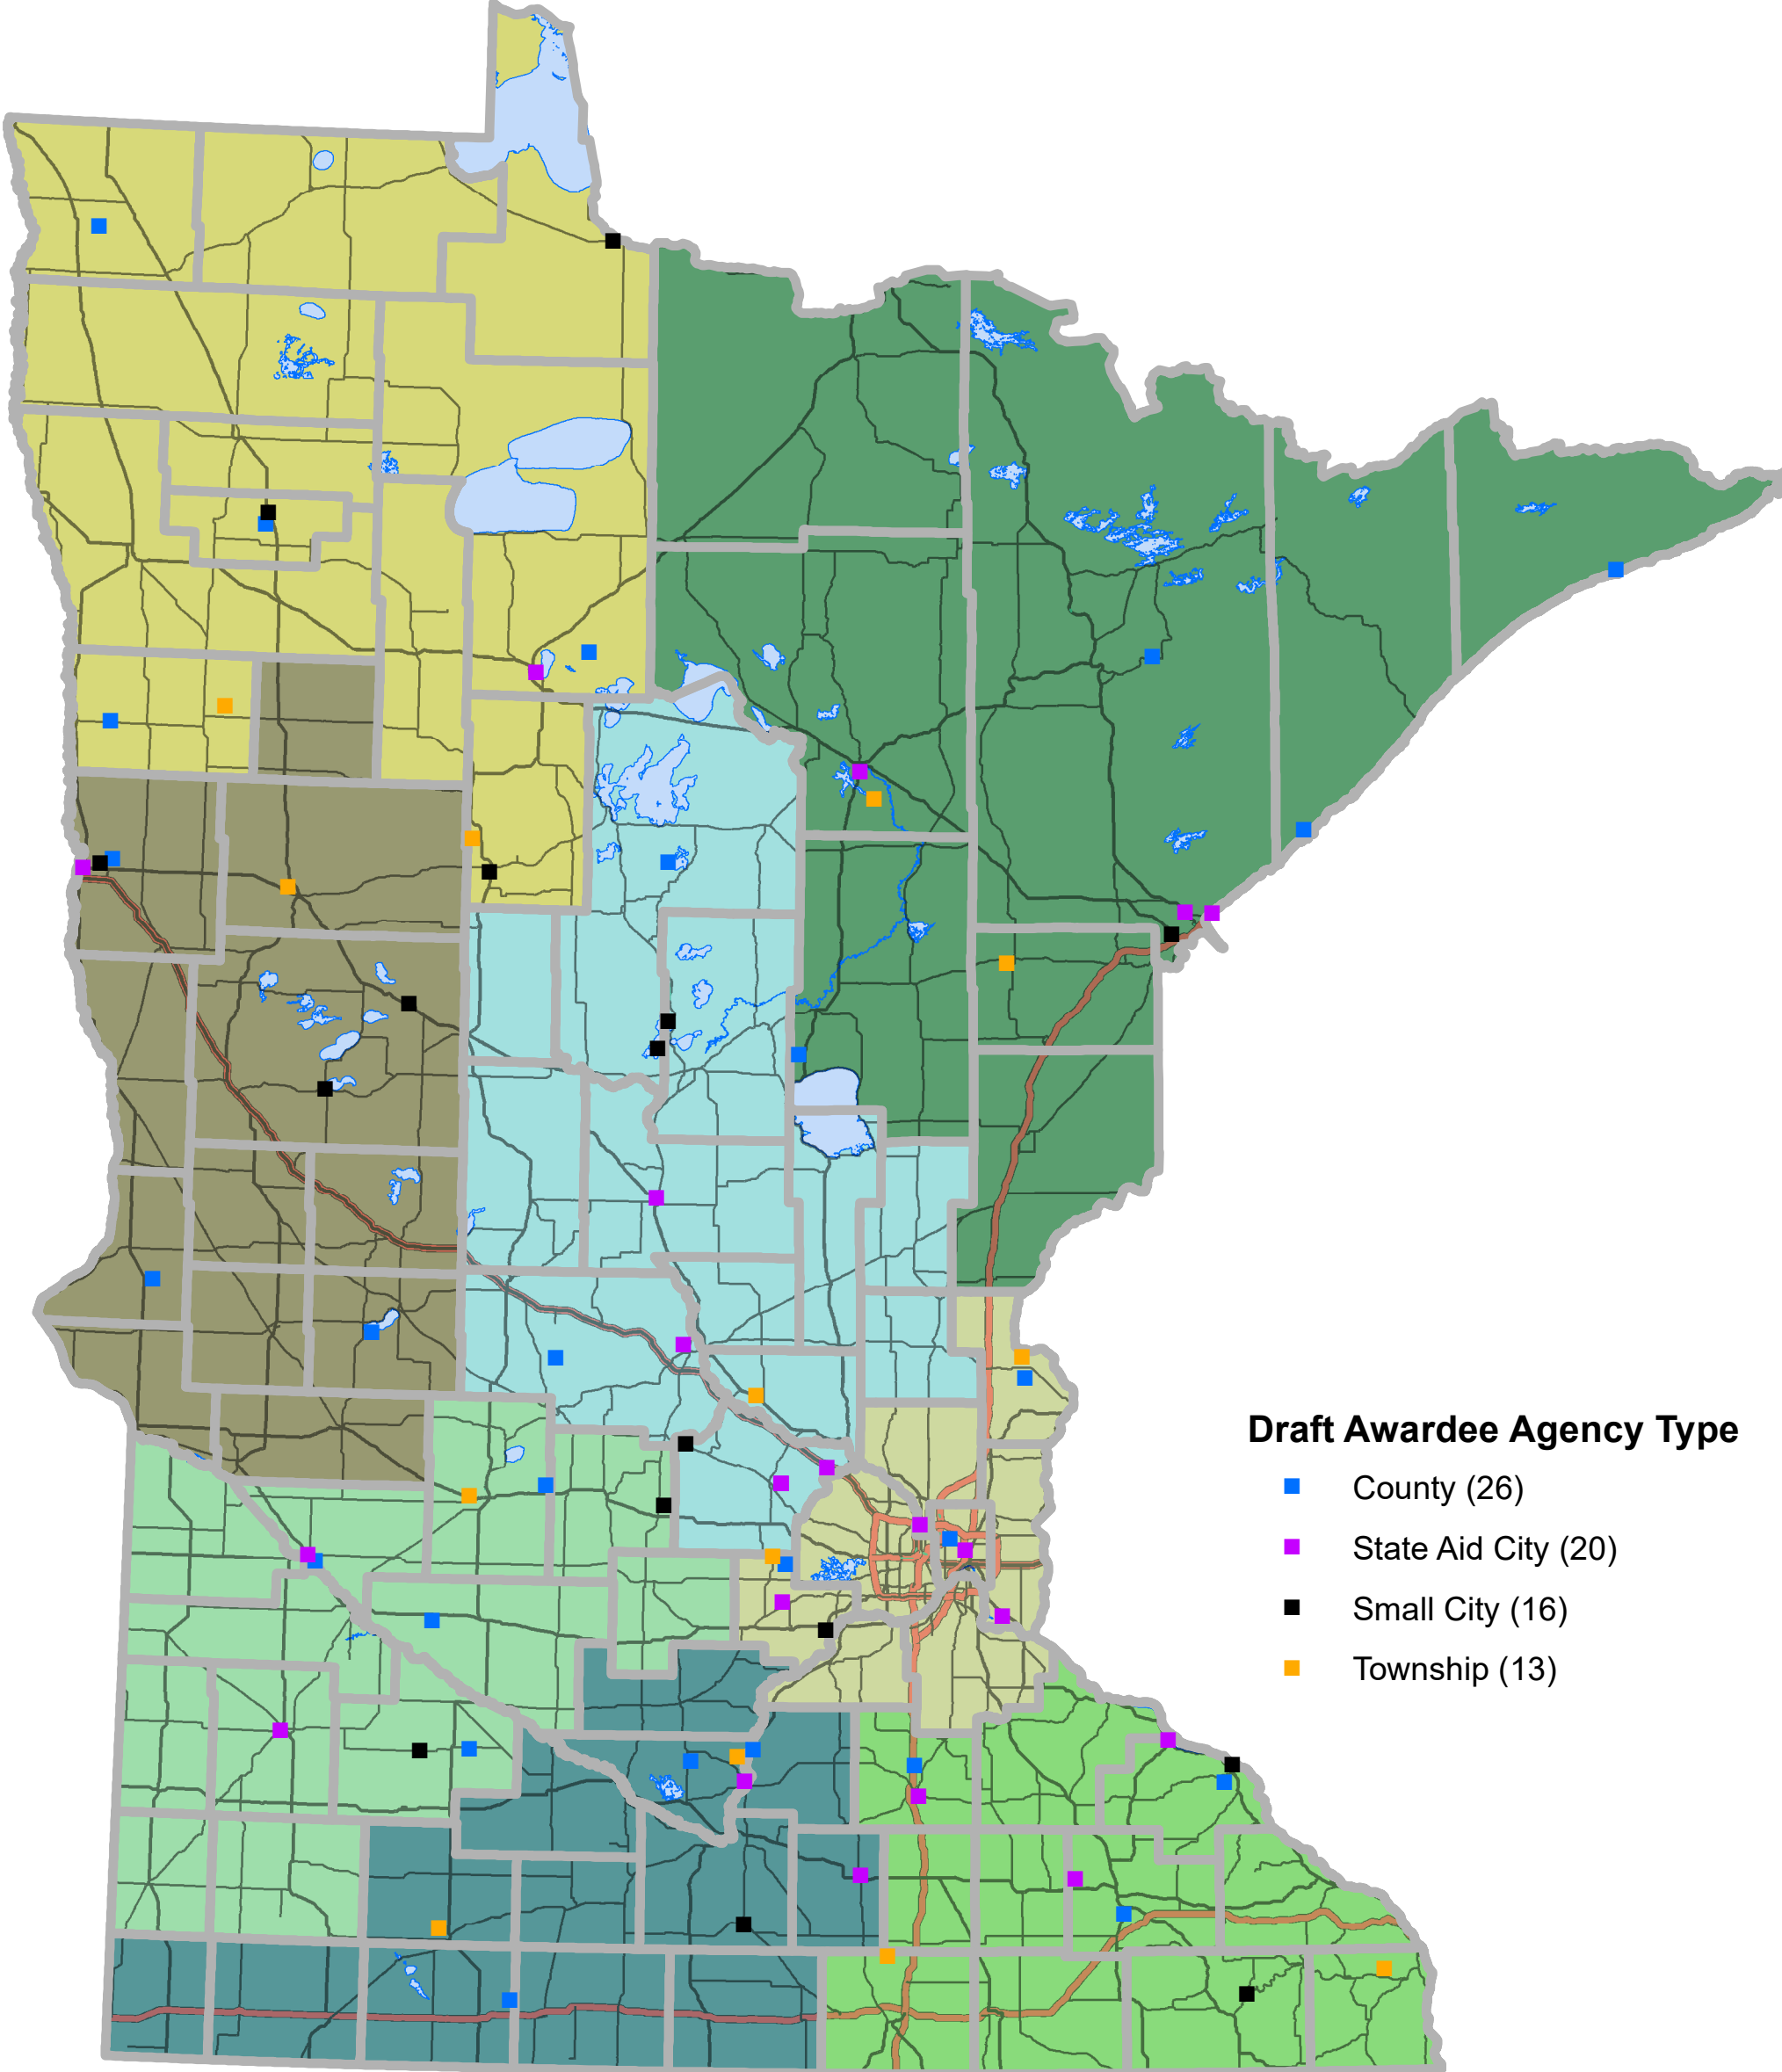 Draft Awardee Agency Type
County (26)
State Aid City (20)
Small City (16)
Township (13)